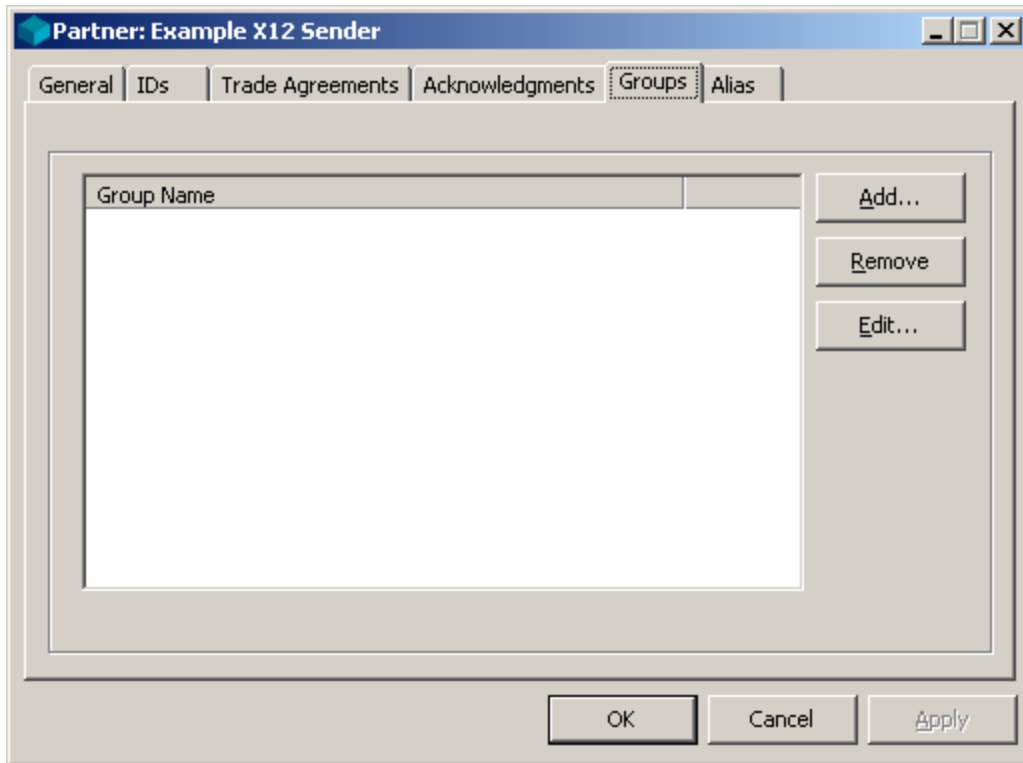 Partner: Example X12 Sender
General IDs Trade Agreements Acknowledgments Groups Alias
Group Name
Add...
Remove
Edit...
OK Cancel Apply